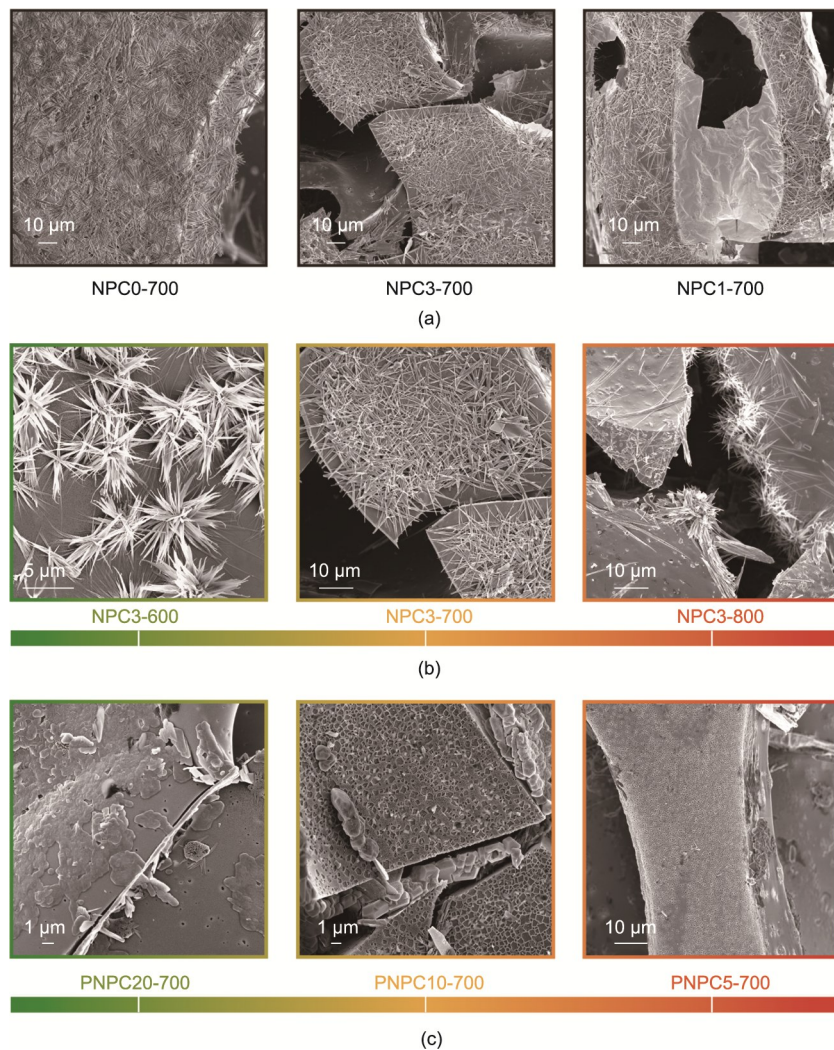 10 µm
10 µm
10 µm
NPC0-700
NPC3-700
NPC1-700
(a)
5 µm
10 µm
10 µm
NPC3-600
NPC3-700
NPC3-800
(b)
1 µm
1 µm
10 µm
PNPC20-700
PNPC10-700
PNPC5-700
(c)